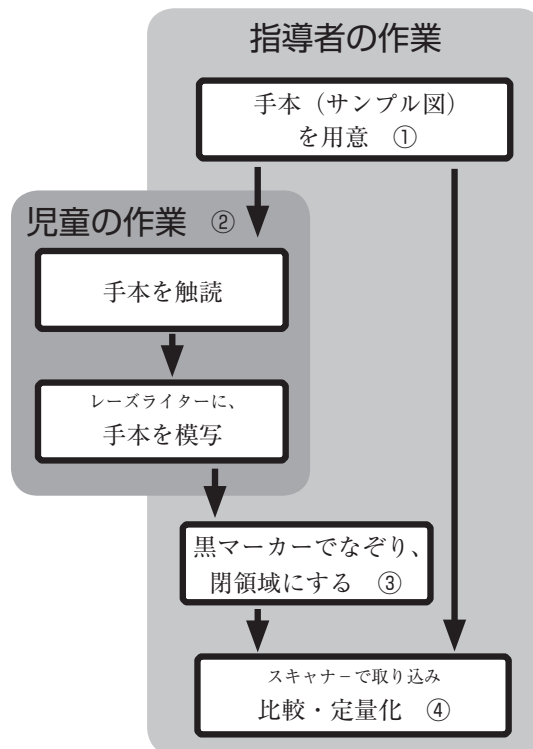 指導者の作業
手本（サンプル図）
を用意　①
児童の作業　②
手本を触読
レーズライターに、
手本を模写
黒マーカーでなぞり、
閉領域にする　③
スキャナ－で取り込み
比較・定量化　④